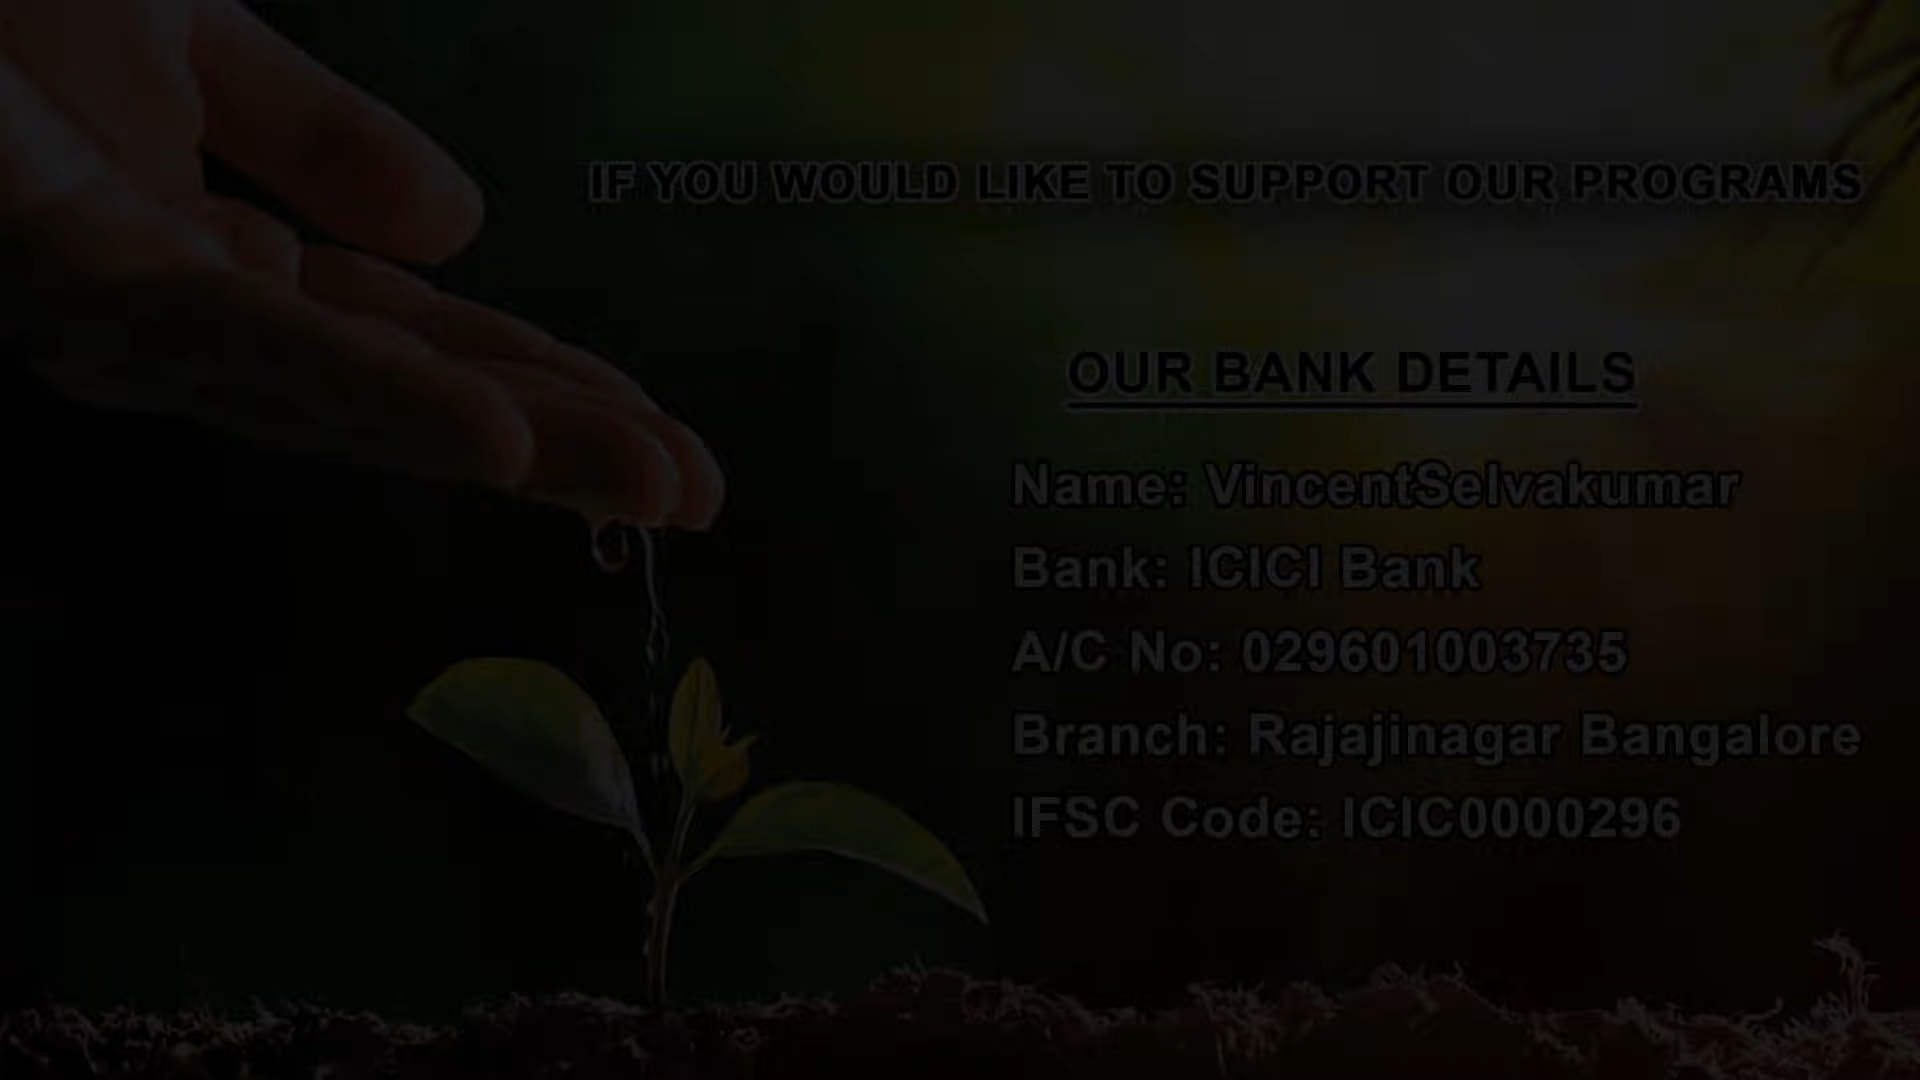 IF YOU WOULD LIKE TO SUPPORT OUR PROGRAMS
OUR BANK DETAILS
Name: VincentSelvakumar
Bank: ICICI Bank
A/C No: 029601003735
Branch: Rajajinagar Bangalore
IFSC Code: ICIC0000296